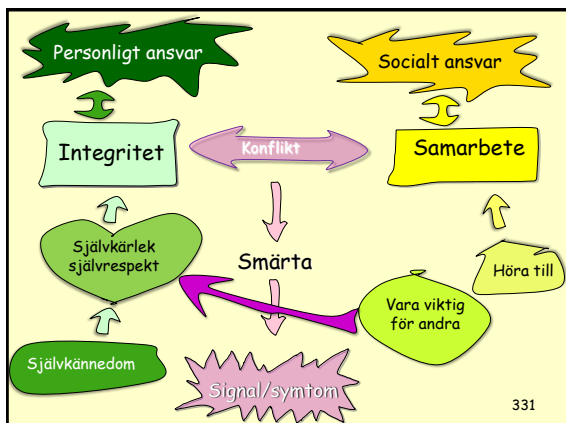 Personligt ansvar
Socialt ansvar
Integritet
Konflikt
Samarbete
Självkärlek
självrespekt
Smärta
Höra till
Vara viktig
för andra
Självkännedom
Signal/symtom
331